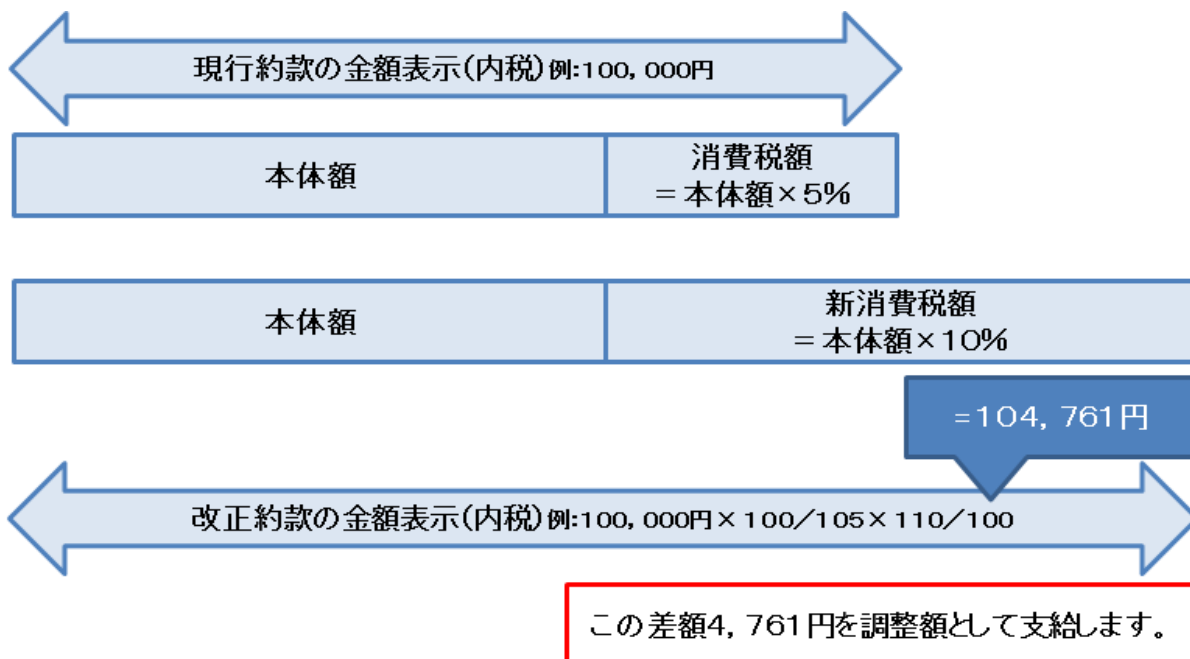 現行約款の金額表示(内税)例:100,000円
本体額
消費税額
=本体額×5%
本体額
新消費税額
=本体額×10%
=104,761円
改正約款の金額表示(内税)例:100,000円×100/105×110/100
この差額4,761円を調整額として支給します。